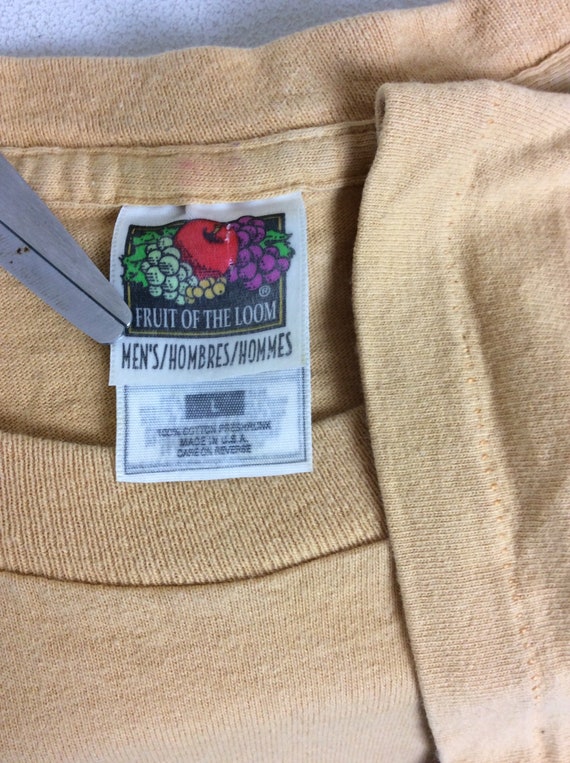 ®
FRUIT OF THE LOOM
MEN'S/HOMBRES/HOMMES
L
100% COTTON PRESHRUNK
MADE IN U.S.A.
CARE ON REVERSE